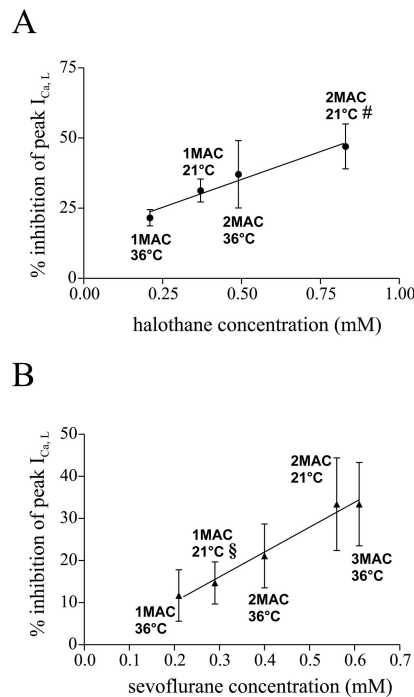 A
% inhibition of peak I_Ca, L
75
50
25
0
0.00 0.25 0.50 0.75 1.00
1MAC
36°C
1MAC
21°C
2MAC
36°C
2MAC
21°C #
halothane concentration (mM)
B
% inhibition of peak I_Ca, L
50
40
30
20
10
0
0.0 0.1 0.2 0.3 0.4 0.5 0.6 0.7
1MAC
36°C
1MAC
21°C §
2MAC
36°C
2MAC
21°C
3MAC
36°C
sevoflurane concentration (mM)